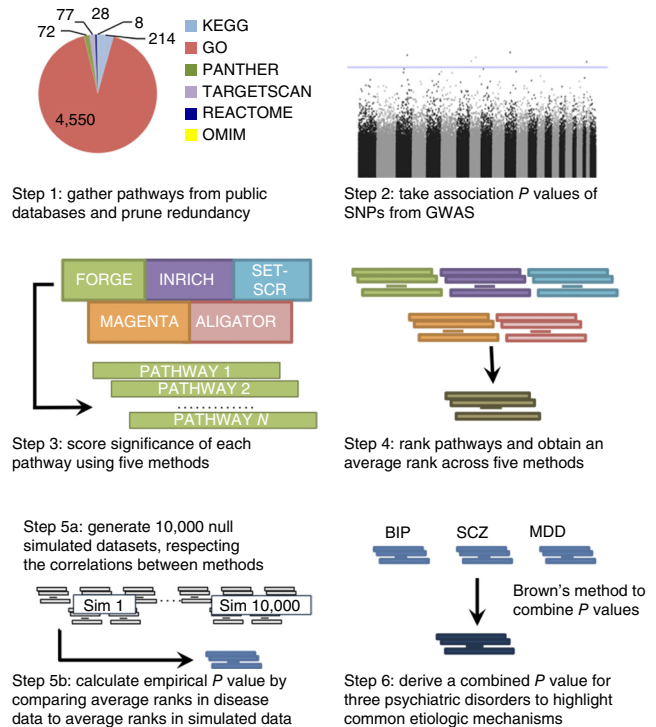 77 28 8
72 214
4,550
KEGG
GO
PANTHER
TARGETSCAN
REACTOME
OMIM
Step 1: gather pathways from public
databases and prune redundancy
Step 2: take association P values of
SNPs from GWAS
FORGE INRICH SET-
SCR
MAGENTA ALIGATOR
PATHWAY 1
PATHWAY 2
..............
PATHWAY N
Step 3: score significance of each
pathway using five methods
Step 4: rank pathways and obtain an
average rank across five methods
Step 5a: generate 10,000 null
simulated datasets, respecting
the correlations between methods
Sim 1 ..... Sim 10,000
Step 5b: calculate empirical P value by
comparing average ranks in disease
data to average ranks in simulated data
BIP SCZ MDD
Brown's method to
combine P values
Step 6: derive a combined P value for
three psychiatric disorders to highlight
common etiologic mechanisms